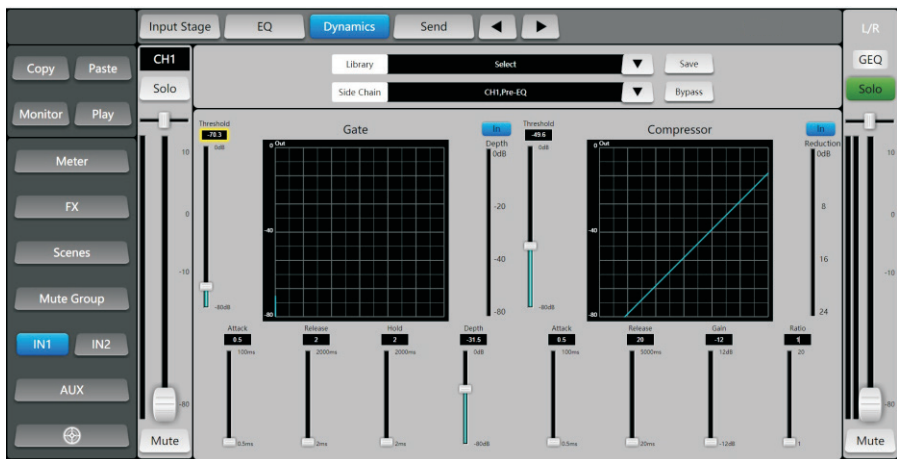 Input Stage
EQ
Dynamics
Send
L/R
Copy
Paste
Monitor
Play
Meter
FX
Scenes
Mute Group
IN1
IN2
AUX
CH1
Solo
10
0
-10
-80
Mute
Library
Select
Save
Side Chain
CH1,Pre-EQ
Bypass
Threshold
-78.3
0dB
-80dB
Gate
0
Out
-40
-80
In
Depth
0dB
-20
-40
-80
Attack
0.5
100ms
0.5ms
Release
2
2000ms
2ms
Hold
2
2000ms
2ms
Depth
-31.5
0dB
-80dB
Threshold
-49.6
0dB
-80dB
Compressor
0
Out
-40
-80
In
Reduction
0dB
8
16
24
Attack
0.5
100ms
0.5ms
Release
20
5000ms
20ms
Gain
-12
12dB
-12dB
Ratio
1
20
1
GEQ
Solo
10
0
-10
-80
Mute